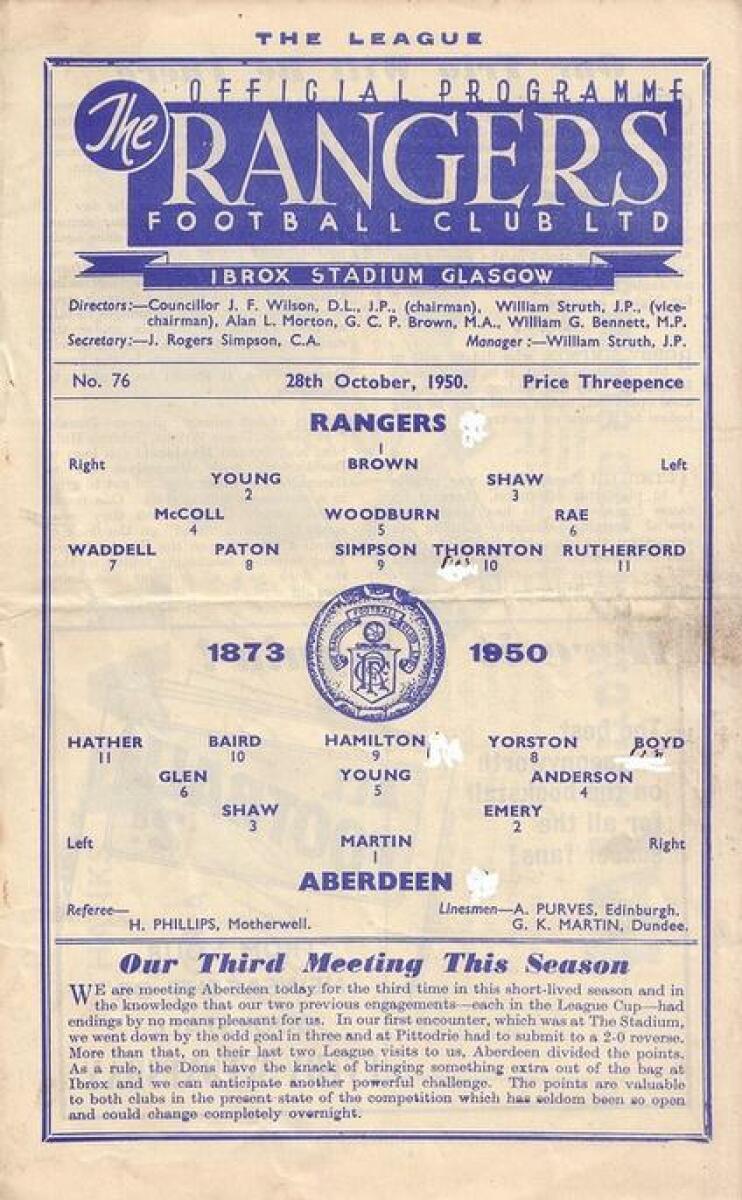 THE LEAGUE
OFFICIAL PROGRAMME
The RANGERS
FOOTBALL CLUB LTD
IBROX STADIUM GLASGOW
Directors:—Councillor J. F. Wilson, D.L., J.P., (chairman), William Struth, J.P., (vice-
chairman), Alan L. Morton, G. C. P. Brown, M.A., William G. Bennett, M.P.
Secretary:—J. Rogers Simpson, C.A. Manager:—William Struth, J.P.
No. 76 28th October, 1950. Price Threepence
RANGERS
1
Right BROWN Left
YOUNG SHAW
2 3
McCOLL WOODBURN RAE
4 5 6
WADDELL PATON SIMPSON THORNTON RUTHERFORD
7 8 9 10 11
FOOTBALL
1873 1950
HATHER BAIRD HAMILTON YORSTON BOYD
11 10 9 8
GLEN YOUNG ANDERSON
6 5 4
SHAW EMERY
3 2
Left MARTIN Right
1
ABERDEEN
Referee— Linesmen—A. PURVES, Edinburgh.
H. PHILLIPS, Motherwell. G. K. MARTIN, Dundee.
Our Third Meeting This Season
WE are meeting Aberdeen today for the third time in this short-lived season and in
the knowledge that our two previous engagements—each in the League Cup—had
endings by no means pleasant for us. In our first encounter, which was at The Stadium,
we went down by the odd goal in three and at Pittodrie had to submit to a 2-0 reverse.
More than that, on their last two League visits to us, Aberdeen divided the points.
As a rule, the Dons have the knack of bringing something extra out of the bag at
Ibrox and we can anticipate another powerful challenge. The points are valuable
to both clubs in the present state of the competition which has seldom been so open
and could change completely overnight.